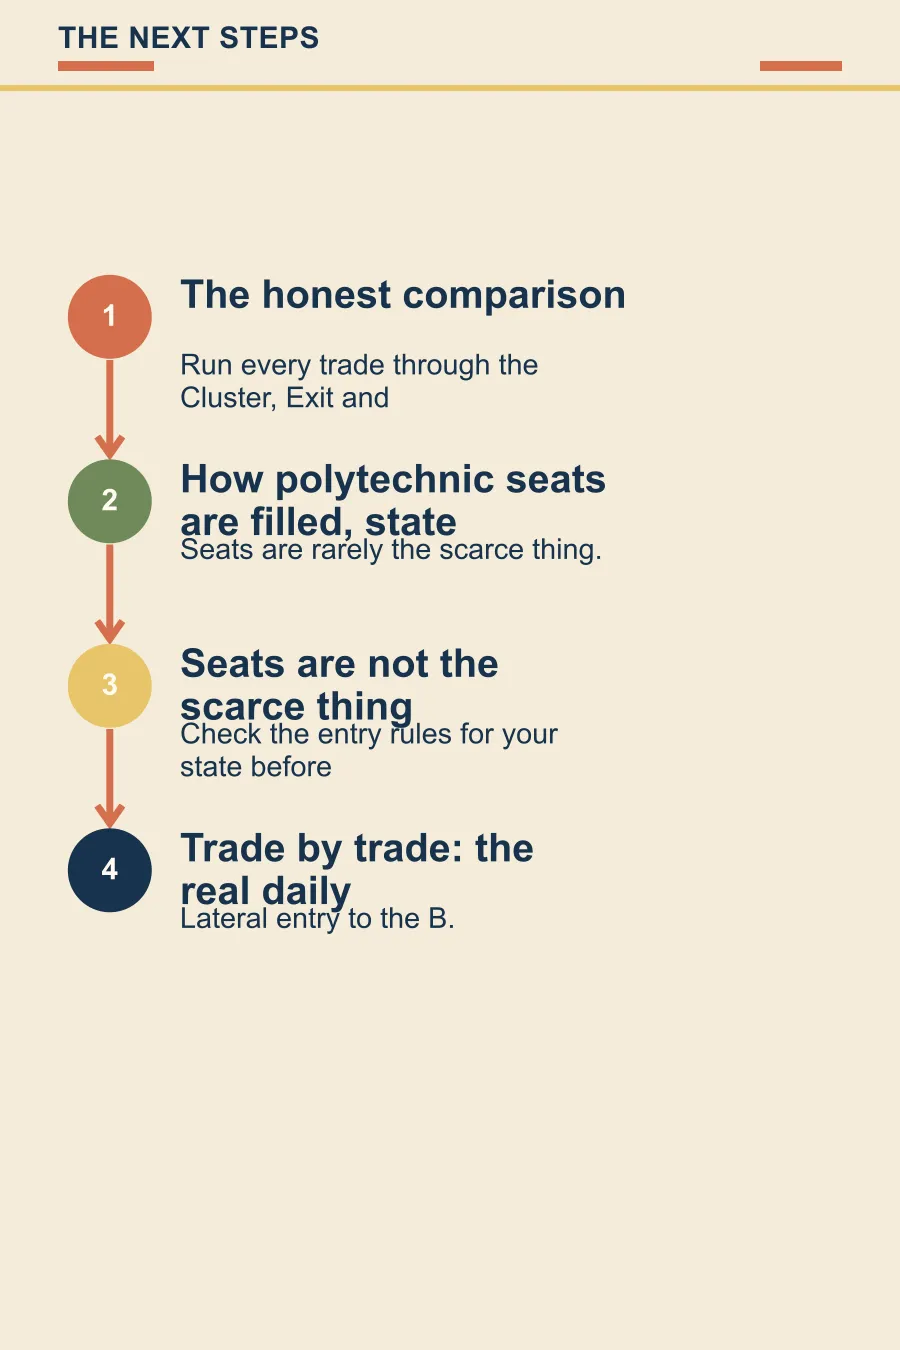 THE NEXT STEPS
1
The honest comparison
Run every trade through the
Cluster, Exit and
2
How polytechnic seats
are filled, state
Seats are rarely the scarce thing.
3
Seats are not the
scarce thing
Check the entry rules for your
state before
4
Trade by trade: the
real daily
Lateral entry to the B.